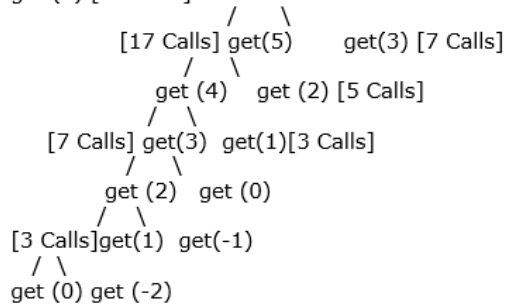 / \
[17 Calls] get(5) get(3) [7 Calls]
/ \
get (4) get (2) [5 Calls]
/ \
[7 Calls] get(3) get(1)[3 Calls]
/ \
get (2) get (0)
/ \
[3 Calls]get(1) get(-1)
/ \
get (0) get (-2)